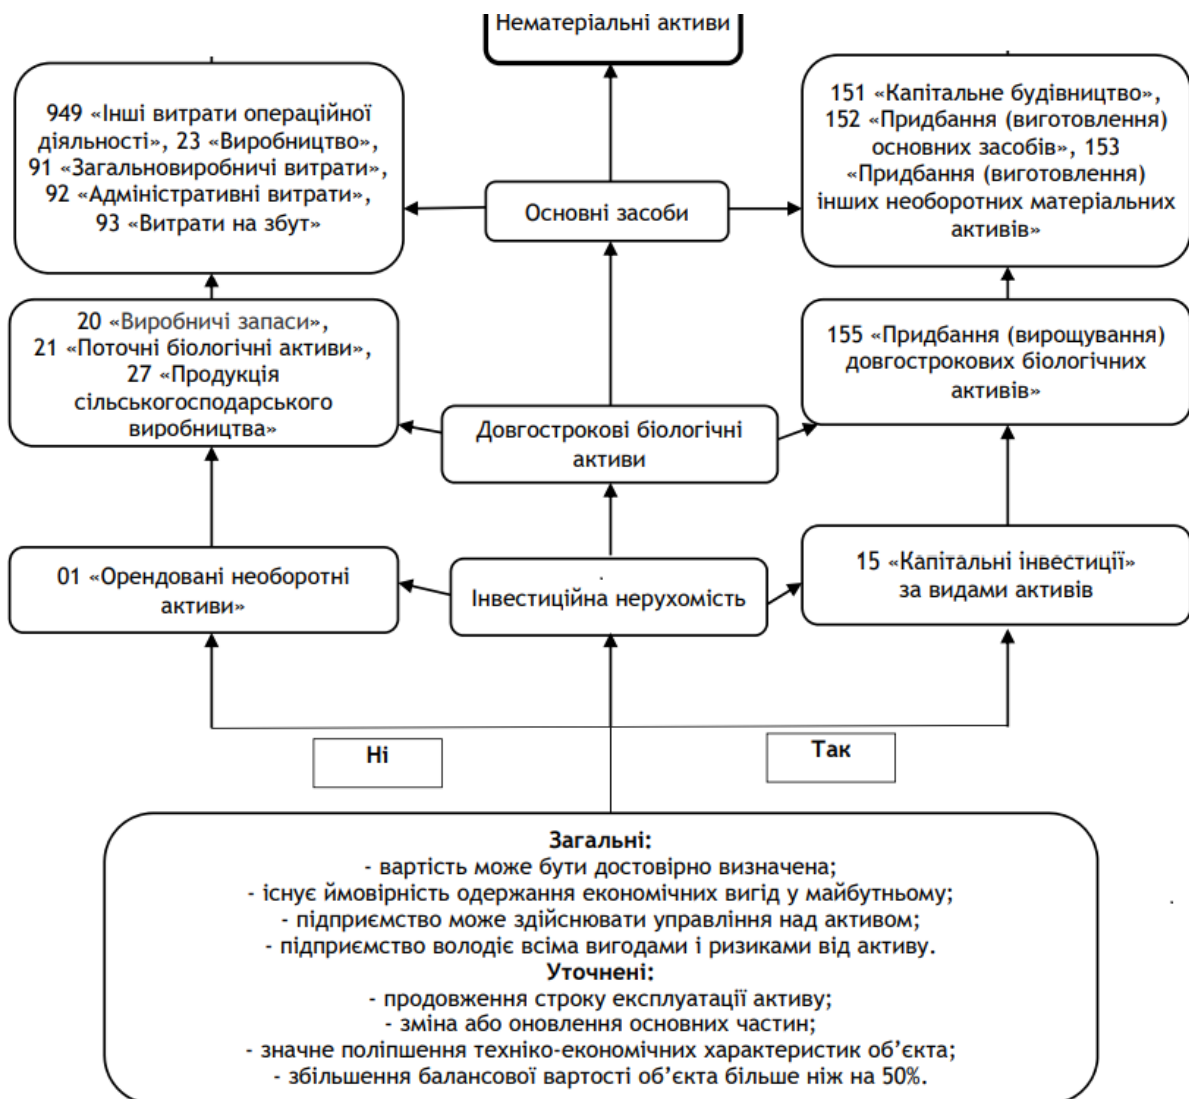 Нематеріальні активи
949 «Інші витрати операційної
діяльності», 23 «Виробництво»,
91 «Загальновиробничі витрати»,
92 «Адміністративні витрати»,
93 «Витрати на збут»
Основні засоби
151 «Капітальне будівництво»,
152 «Придбання (виготовлення)
основних засобів», 153
«Придбання (виготовлення)
інших необоротних матеріальних
активів»
20 «Виробничі запаси»,
21 «Поточні біологічні активи»,
27 «Продукція
сільськогосподарського
виробництва»
Довгострокові біологічні
активи
155 «Придбання (вирощування)
довгострокових біологічних
активів»
01 «Орендовані необоротні
активи»
Інвестиційна нерухомість
15 «Капітальні інвестиції»
за видами активів
Ні
Так
Загальні:
- вартість може бути достовірно визначена;
- існує ймовірність одержання економічних вигід у майбутньому;
- підприємство може здійснювати управління над активом;
- підприємство володіє всіма вигодами і ризиками від активу.
Уточнені:
- продовження строку експлуатації активу;
- зміна або оновлення основних частин;
- значне поліпшення техніко-економічних характеристик об’єкта;
- збільшення балансової вартості об’єкта більше ніж на 50%.